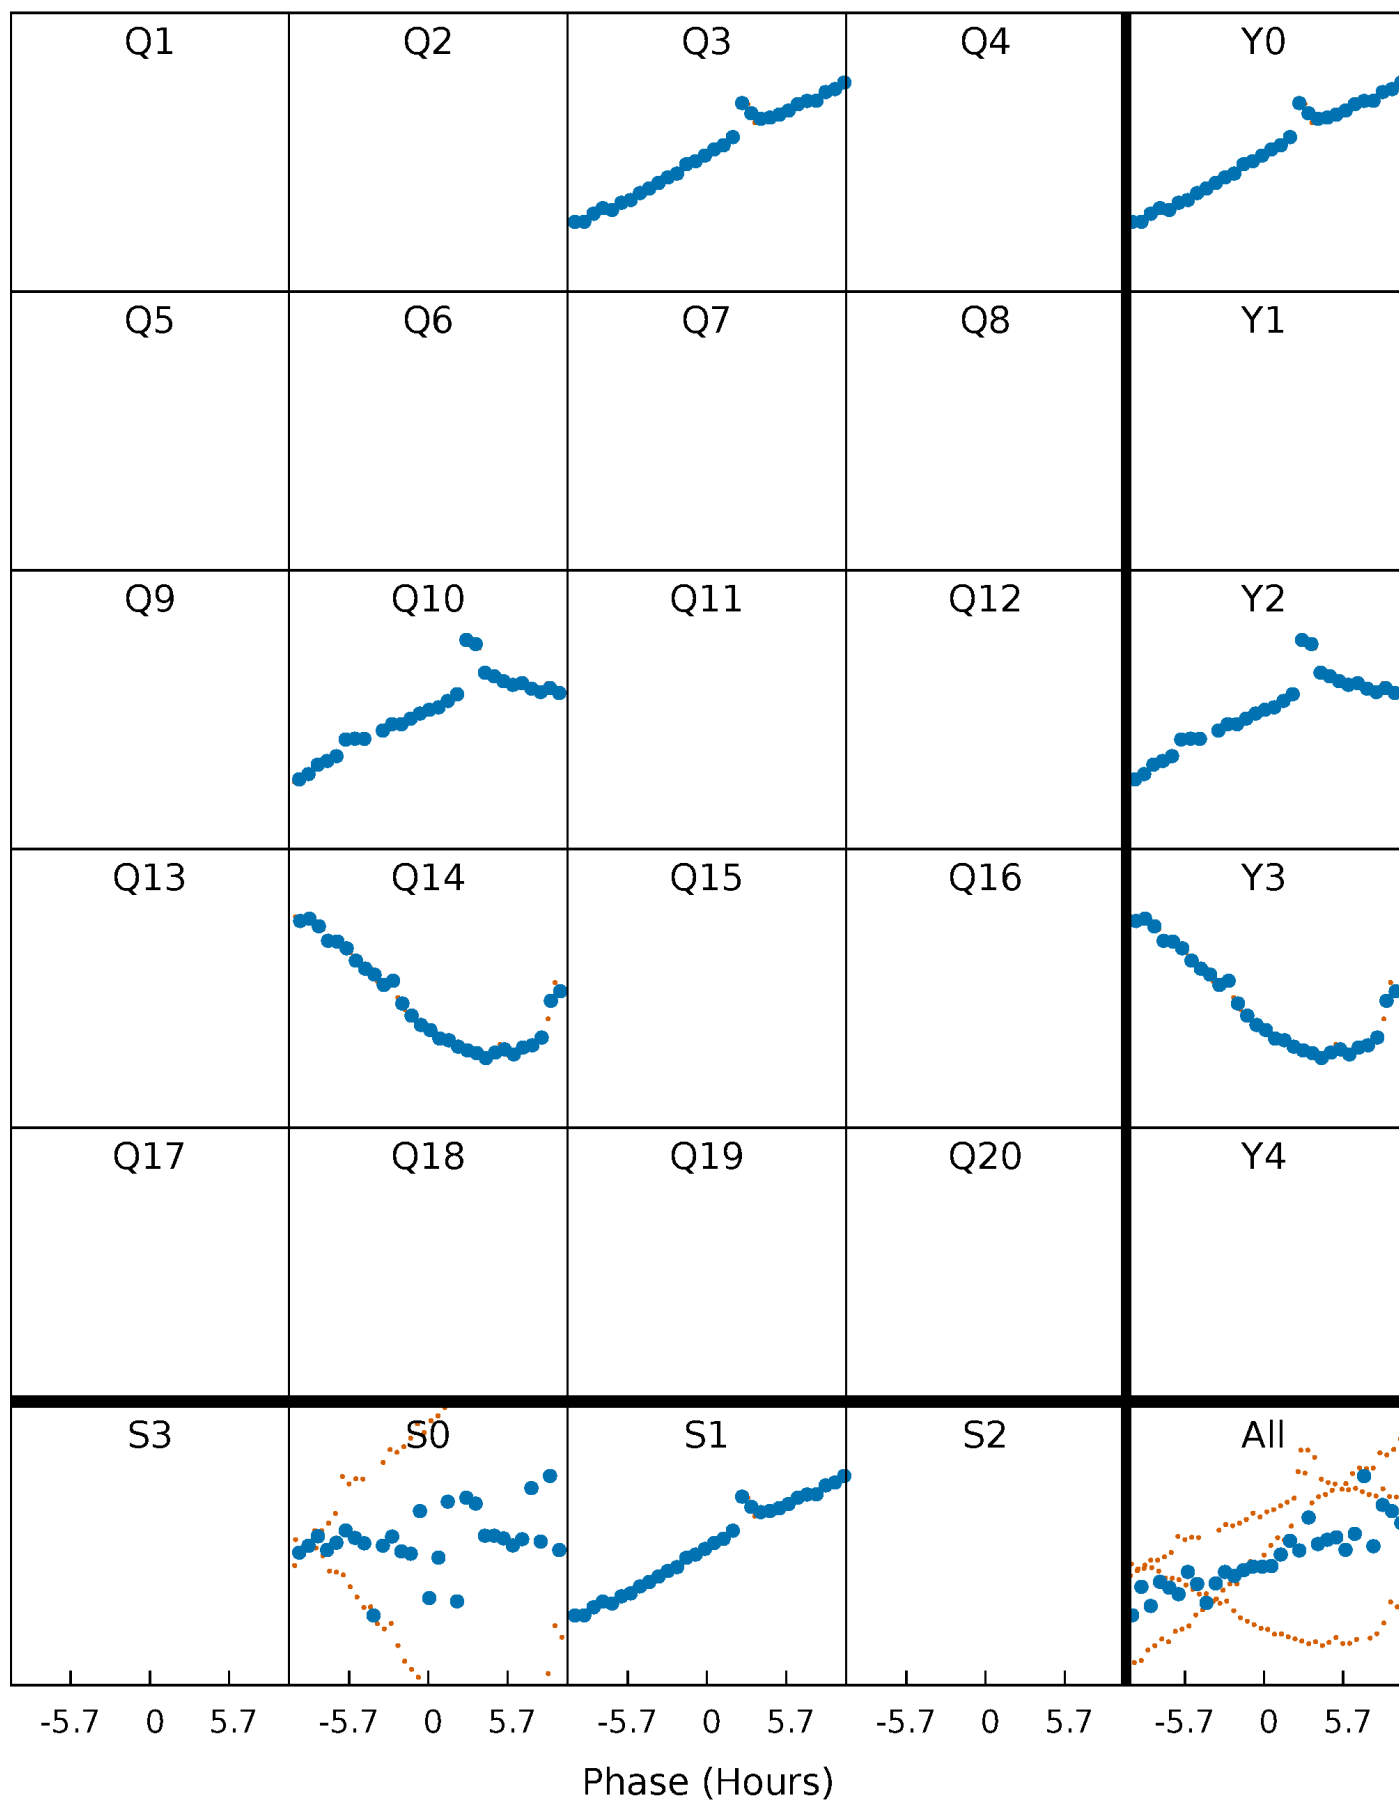 Q1 Q2 Q3 Q4 Y0
Q5 Q6 Q7 Q8 Y1
Q9 Q10 Q11 Q12 Y2
Q13 Q14 Q15 Q16 Y3
Q17 Q18 Q19 Q20 Y4
S3 S0 S1 S2 All
-5.7 0 5.7 -5.7 0 5.7 -5.7 0 5.7 -5.7 0 5.7 -5.7 0 5.7
Phase (Hours)